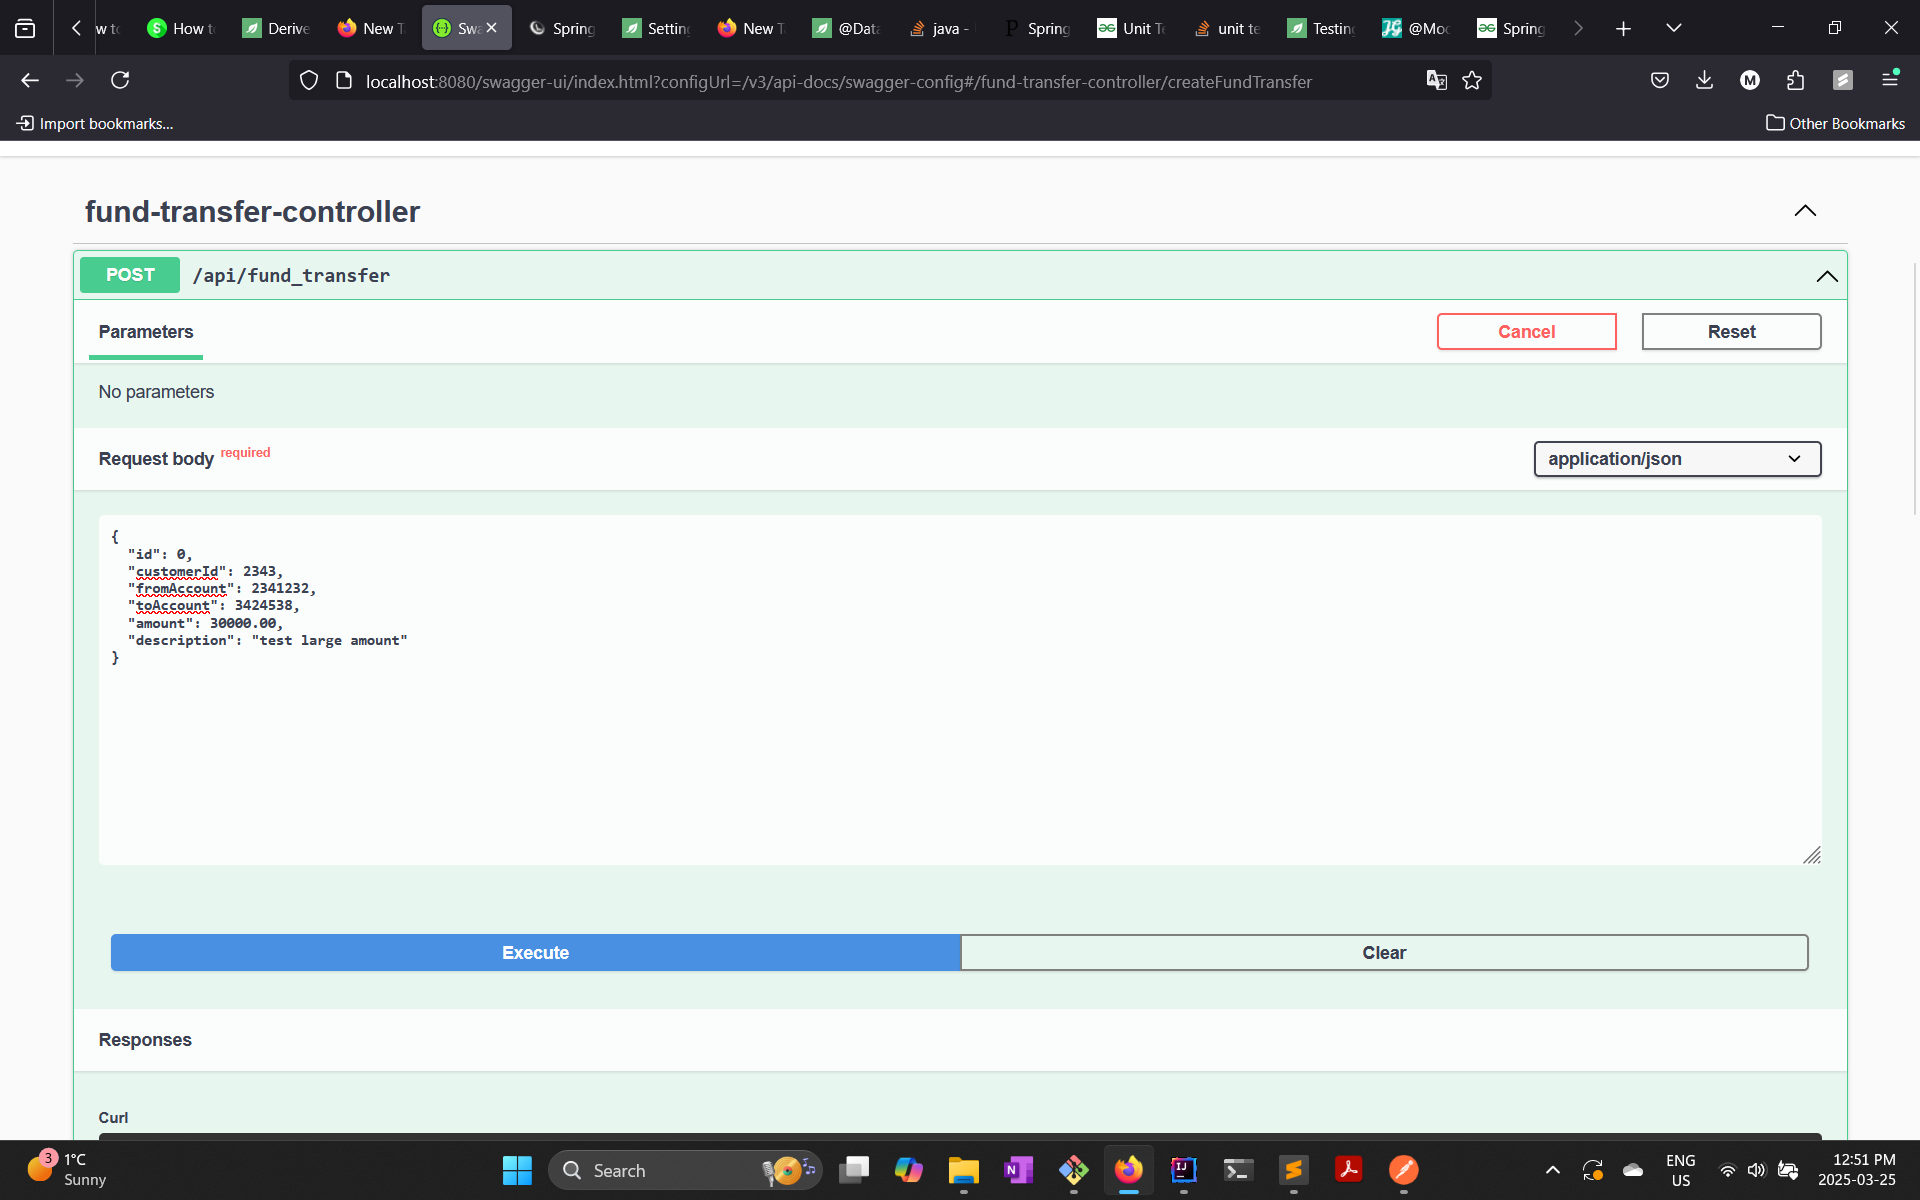 w to
How to
Derive
New T
Swa
Spring
Setting
New T
@Data
java -
Spring
Unit Te
unit te
Testing
@Moc
Spring
localhost:8080/swagger-ui/index.html?configUrl=/v3/api-docs/swagger-config#/fund-transfer-controller/createFundTransfer
Import bookmarks...
Other Bookmarks
fund-transfer-controller
POST /api/fund_transfer
Parameters
Cancel
Reset
No parameters
Request body required
application/json
{
"id": 0,
"customerId": 2343,
"fromAccount": 2341232,
"toAccount": 3424538,
"amount": 30000.00,
"description": "test large amount"
}
Execute
Clear
Responses
Curl
3
1°C
Sunny
Search
ENG
US
12:51 PM
2025-03-25